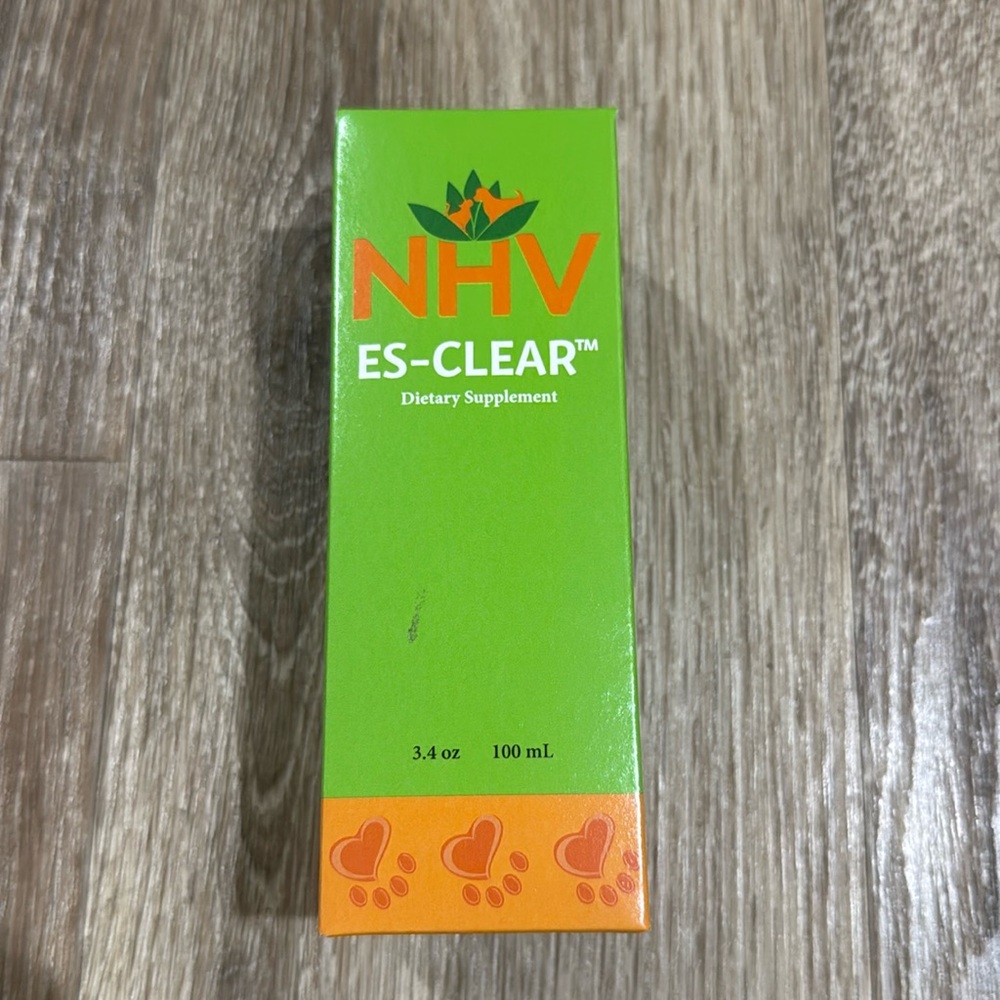 NHV
ES-CLEAR™
Dietary Supplement
3.4 oz 100 mL